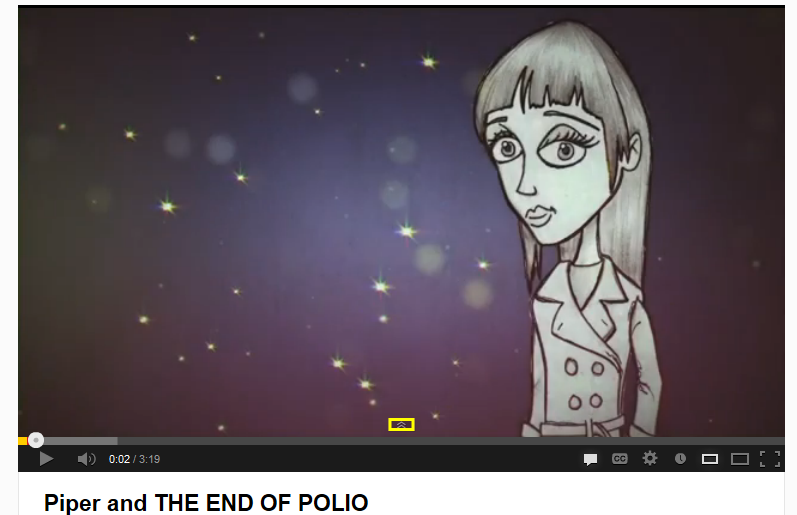 0:02 / 3:19 CC
Piper and THE END OF POLIO